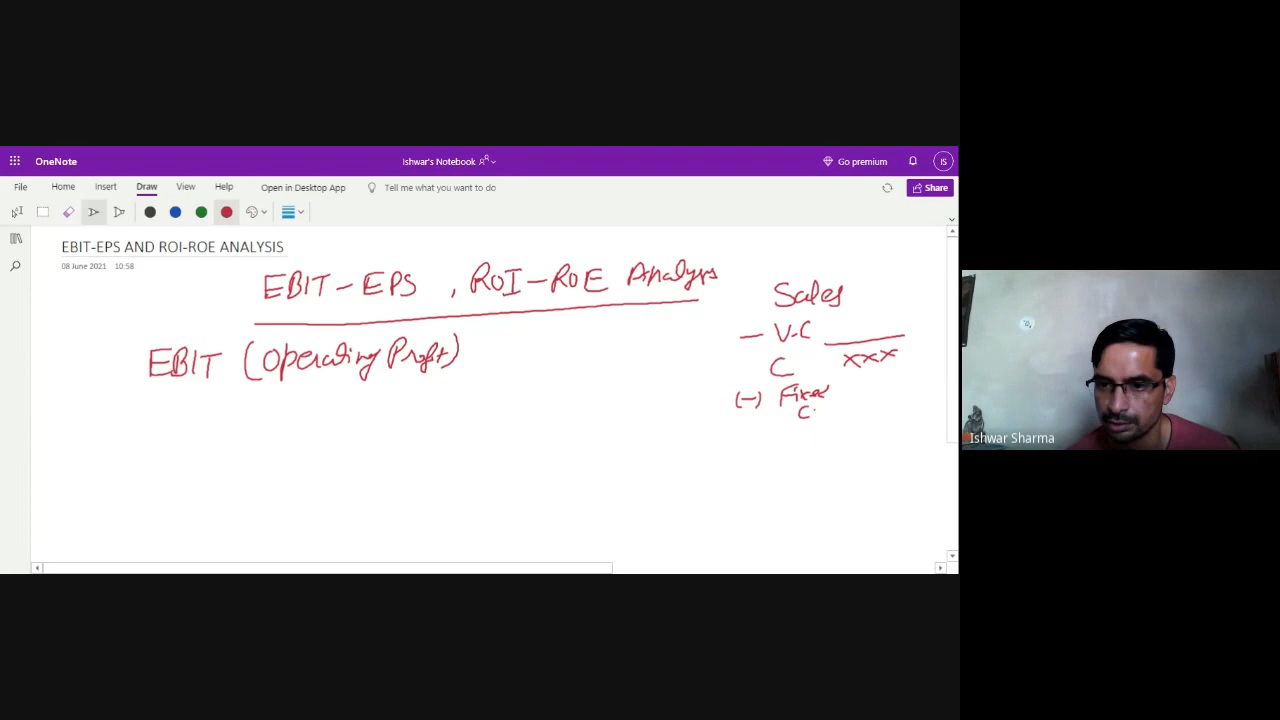 OneNote
Ishwar's Notebook
Go premium
IS
File Home Insert Draw View Help Open in Desktop App Tell me what you want to do
Share
EBIT-EPS AND ROI-ROE ANALYSIS
08 June 2021 10:58
EBIT-EPS, ROI-ROE Analysis
Sales
— V.C
EBIT (Operating Profit)
C xxx
(-) Fixed
C.
Ishwar Sharma